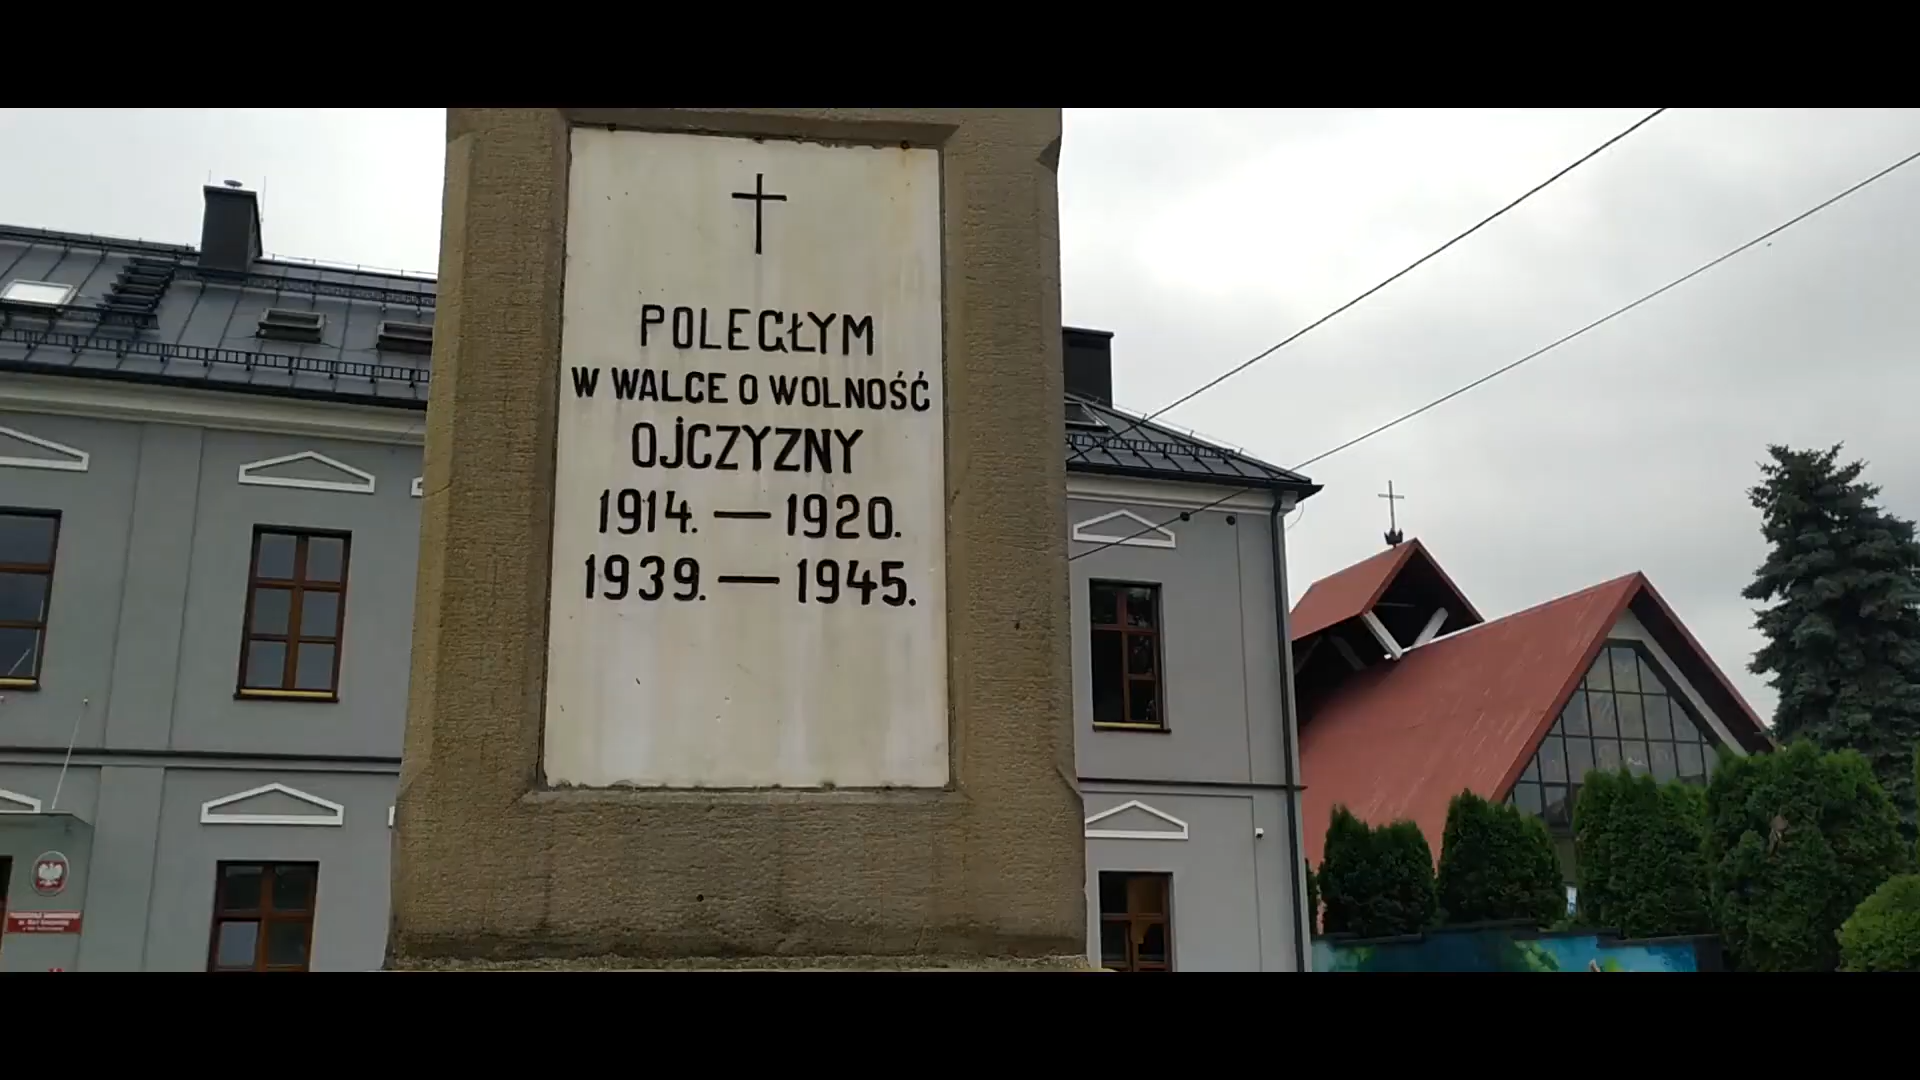 POLEGŁYM
W WALCE O WOLNOŚĆ
OJCZYZNY
1914. — 1920.
1939. — 1945.